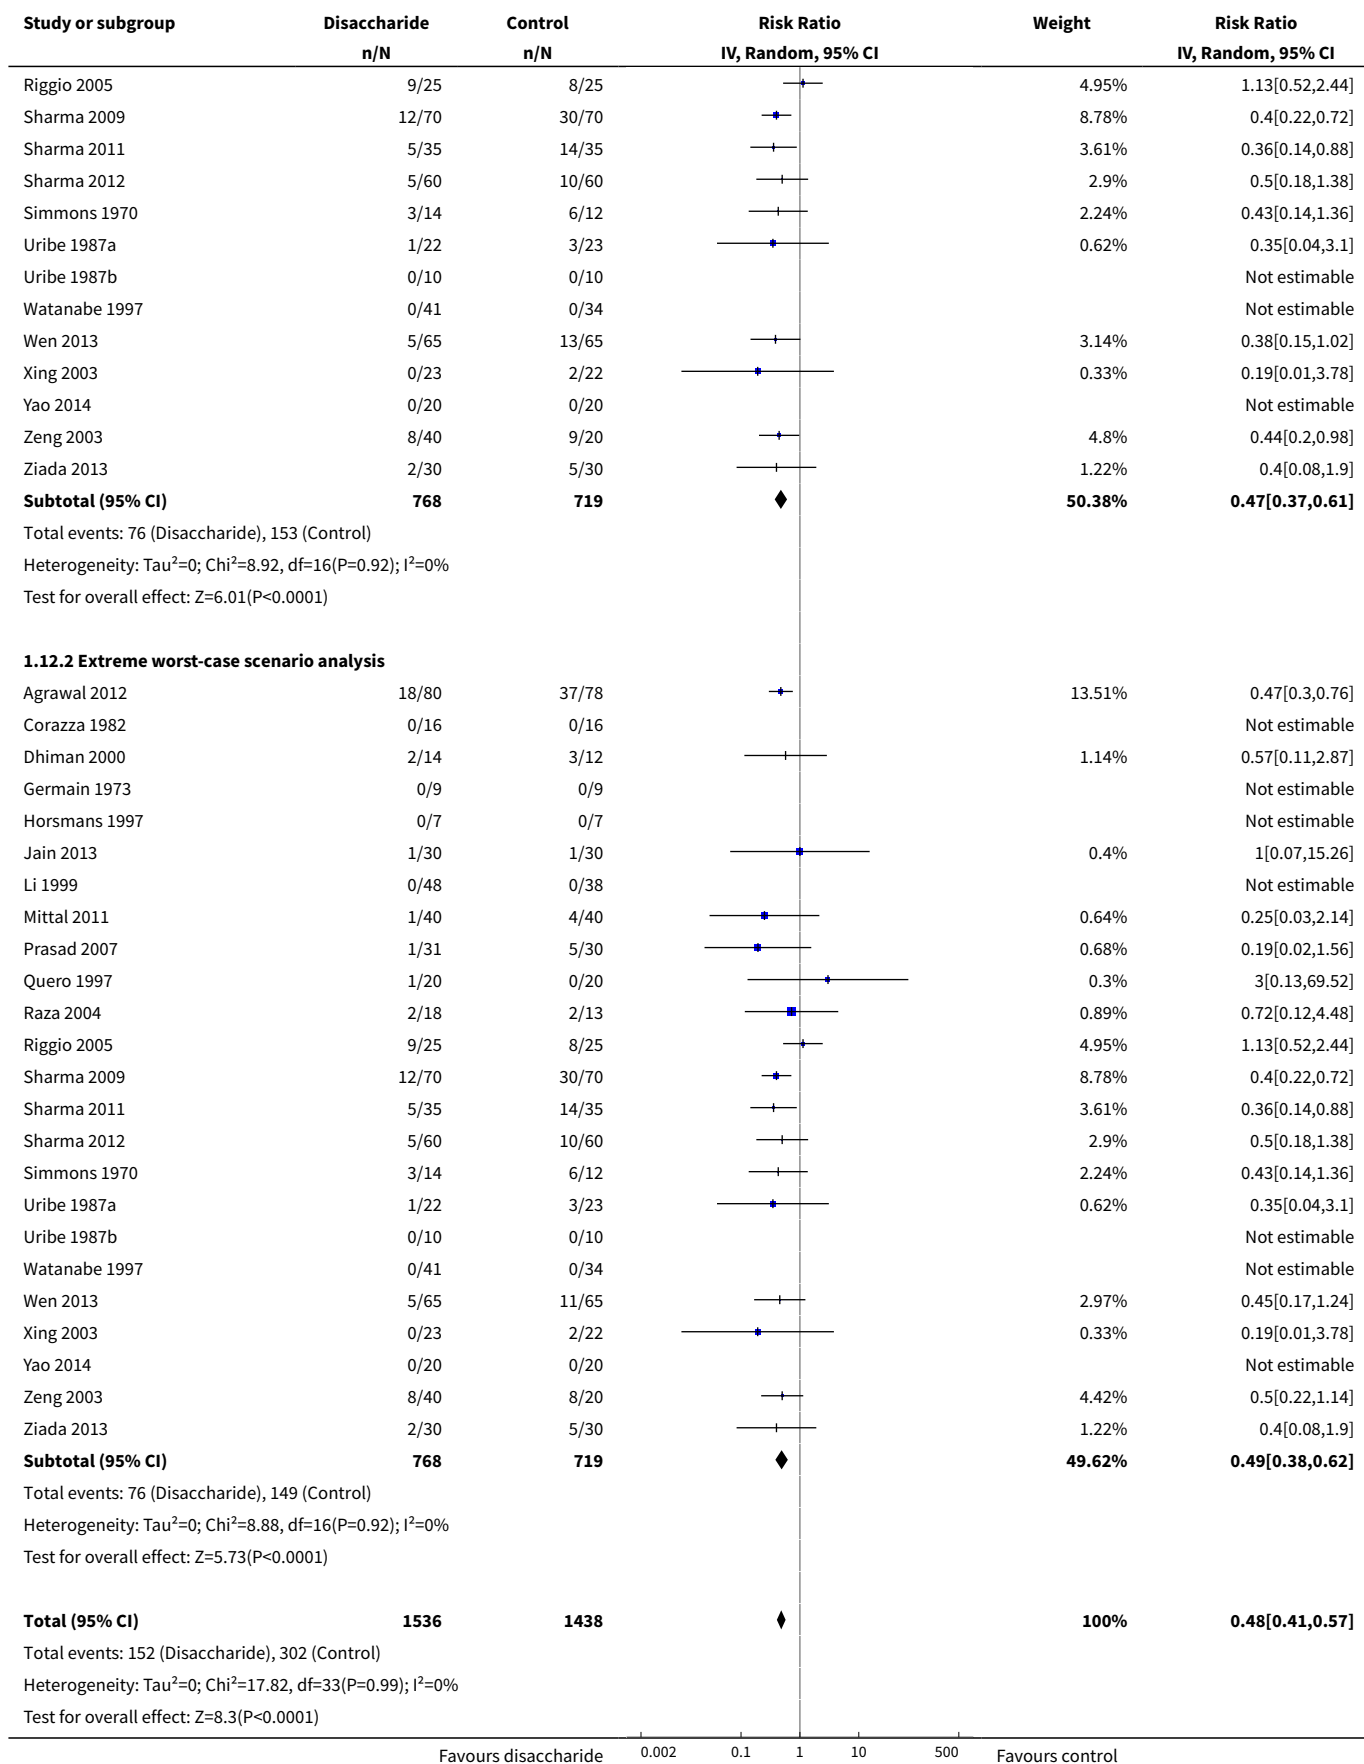 Study or subgroup Disaccharide Control Risk Ratio Weight Risk Ratio
n/N n/N IV, Random, 95% CI IV, Random, 95% CI
Riggio 2005 9/25 8/25 4.95% 1.13[0.52,2.44]
Sharma 2009 12/70 30/70 8.78% 0.4[0.22,0.72]
Sharma 2011 5/35 14/35 3.61% 0.36[0.14,0.88]
Sharma 2012 5/60 10/60 2.9% 0.5[0.18,1.38]
Simmons 1970 3/14 6/12 2.24% 0.43[0.14,1.36]
Uribe 1987a 1/22 3/23 0.62% 0.35[0.04,3.1]
Uribe 1987b 0/10 0/10 Not estimable
Watanabe 1997 0/41 0/34 Not estimable
Wen 2013 5/65 13/65 3.14% 0.38[0.15,1.02]
Xing 2003 0/23 2/22 0.33% 0.19[0.01,3.78]
Yao 2014 0/20 0/20 Not estimable
Zeng 2003 8/40 9/20 4.8% 0.44[0.2,0.98]
Ziada 2013 2/30 5/30 1.22% 0.4[0.08,1.9]
Subtotal (95% CI) 768 719 50.38% 0.47[0.37,0.61]
Total events: 76 (Disaccharide), 153 (Control)
Heterogeneity: Tau²=0; Chi²=8.92, df=16(P=0.92); I²=0%
Test for overall effect: Z=6.01(P<0.0001)
1.12.2 Extreme worst-case scenario analysis
Agrawal 2012 18/80 37/78 13.51% 0.47[0.3,0.76]
Corazza 1982 0/16 0/16 Not estimable
Dhiman 2000 2/14 3/12 1.14% 0.57[0.11,2.87]
Germain 1973 0/9 0/9 Not estimable
Horsmans 1997 0/7 0/7 Not estimable
Jain 2013 1/30 1/30 0.4% 1[0.07,15.26]
Li 1999 0/48 0/38 Not estimable
Mittal 2011 1/40 4/40 0.64% 0.25[0.03,2.14]
Prasad 2007 1/31 5/30 0.68% 0.19[0.02,1.56]
Quero 1997 1/20 0/20 0.3% 3[0.13,69.52]
Raza 2004 2/18 2/13 0.89% 0.72[0.12,4.48]
Riggio 2005 9/25 8/25 4.95% 1.13[0.52,2.44]
Sharma 2009 12/70 30/70 8.78% 0.4[0.22,0.72]
Sharma 2011 5/35 14/35 3.61% 0.36[0.14,0.88]
Sharma 2012 5/60 10/60 2.9% 0.5[0.18,1.38]
Simmons 1970 3/14 6/12 2.24% 0.43[0.14,1.36]
Uribe 1987a 1/22 3/23 0.62% 0.35[0.04,3.1]
Uribe 1987b 0/10 0/10 Not estimable
Watanabe 1997 0/41 0/34 Not estimable
Wen 2013 5/65 11/65 2.97% 0.45[0.17,1.24]
Xing 2003 0/23 2/22 0.33% 0.19[0.01,3.78]
Yao 2014 0/20 0/20 Not estimable
Zeng 2003 8/40 8/20 4.42% 0.5[0.22,1.14]
Ziada 2013 2/30 5/30 1.22% 0.4[0.08,1.9]
Subtotal (95% CI) 768 719 49.62% 0.49[0.38,0.62]
Total events: 76 (Disaccharide), 149 (Control)
Heterogeneity: Tau²=0; Chi²=8.88, df=16(P=0.92); I²=0%
Test for overall effect: Z=5.73(P<0.0001)
Total (95% CI) 1536 1438 100% 0.48[0.41,0.57]
Total events: 152 (Disaccharide), 302 (Control)
Heterogeneity: Tau²=0; Chi²=17.82, df=33(P=0.99); I²=0%
Test for overall effect: Z=8.3(P<0.0001)
Favours disaccharide 0.002 0.1 1 10 500 Favours control